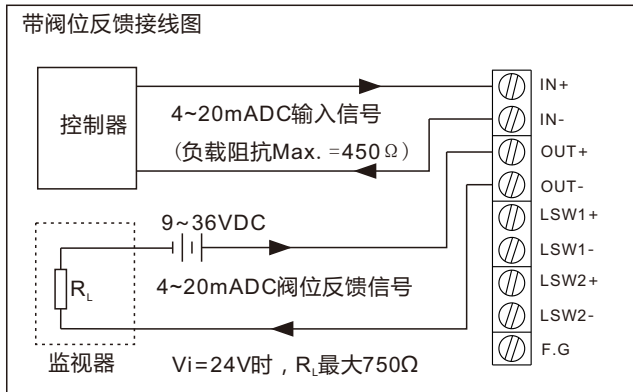 带阀位反馈接线图
控制器
4~20mADC输入信号
(负载阻抗Max. =450Ω)
IN+
IN-
OUT+
OUT-
LSW1+
LSW1-
LSW2+
LSW2-
F.G
9~36VDC
4~20mADC阀位反馈信号
RL
监视器
Vi=24V时，RL最大750Ω